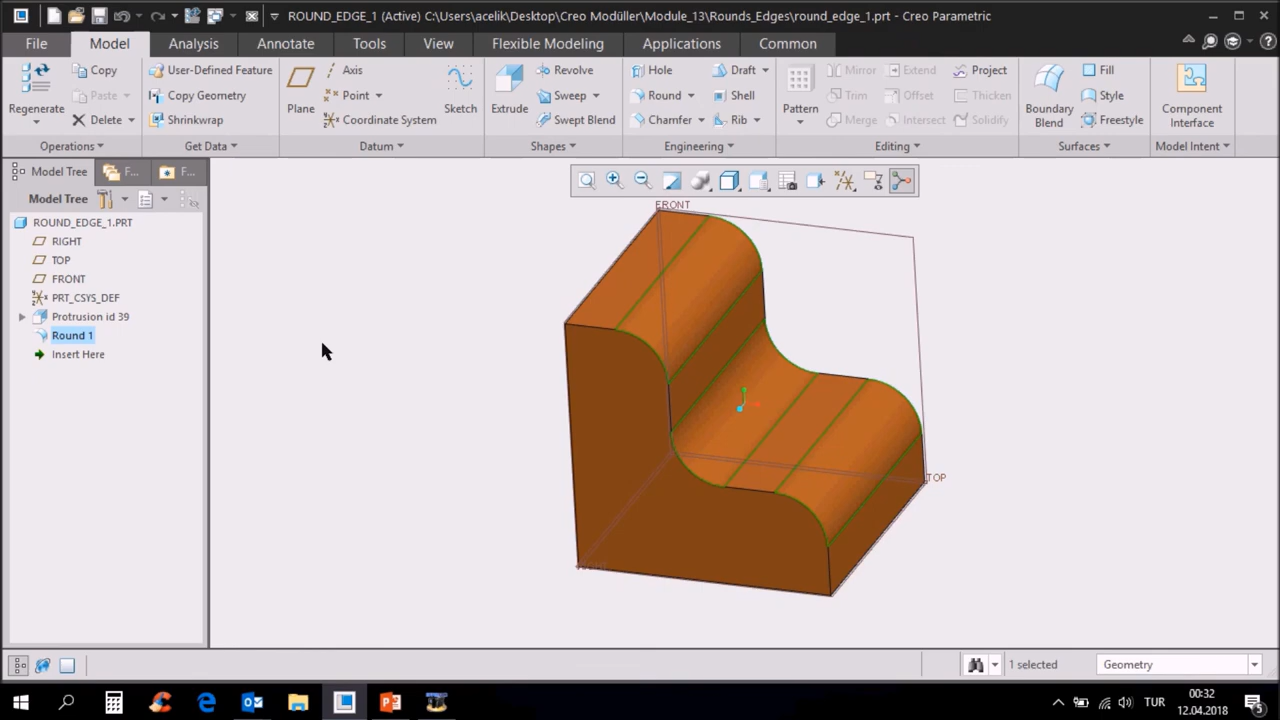 ROUND_EDGE_1 (Active) C:\Users\acelik\Desktop\Creo Modüller\Module_13\Rounds_Edges\round_edge_1.prt - Creo Parametric
File Model Analysis Annotate Tools View Flexible Modeling Applications Common
Regenerate
Copy
Paste
Delete
Operations
User-Defined Feature
Copy Geometry
Shrinkwrap
Get Data
Plane
Axis
Point
Coordinate System
Sketch
Datum
Extrude
Revolve
Sweep
Swept Blend
Shapes
Hole
Round
Chamfer
Draft
Shell
Rib
Engineering
Pattern
Mirror
Trim
Merge
Extend
Offset
Intersect
Project
Thicken
Solidify
Editing
Boundary
Blend
Fill
Style
Freestyle
Surfaces
Component
Interface
Model Intent
Model Tree F... F...
Model Tree
ROUND_EDGE_1.PRT
RIGHT
TOP
FRONT
PRT_CSYS_DEF
Protrusion id 39
Round 1
Insert Here
FRONT
TOP
1 selected
Geometry
TUR
00:32
12.04.2018
5